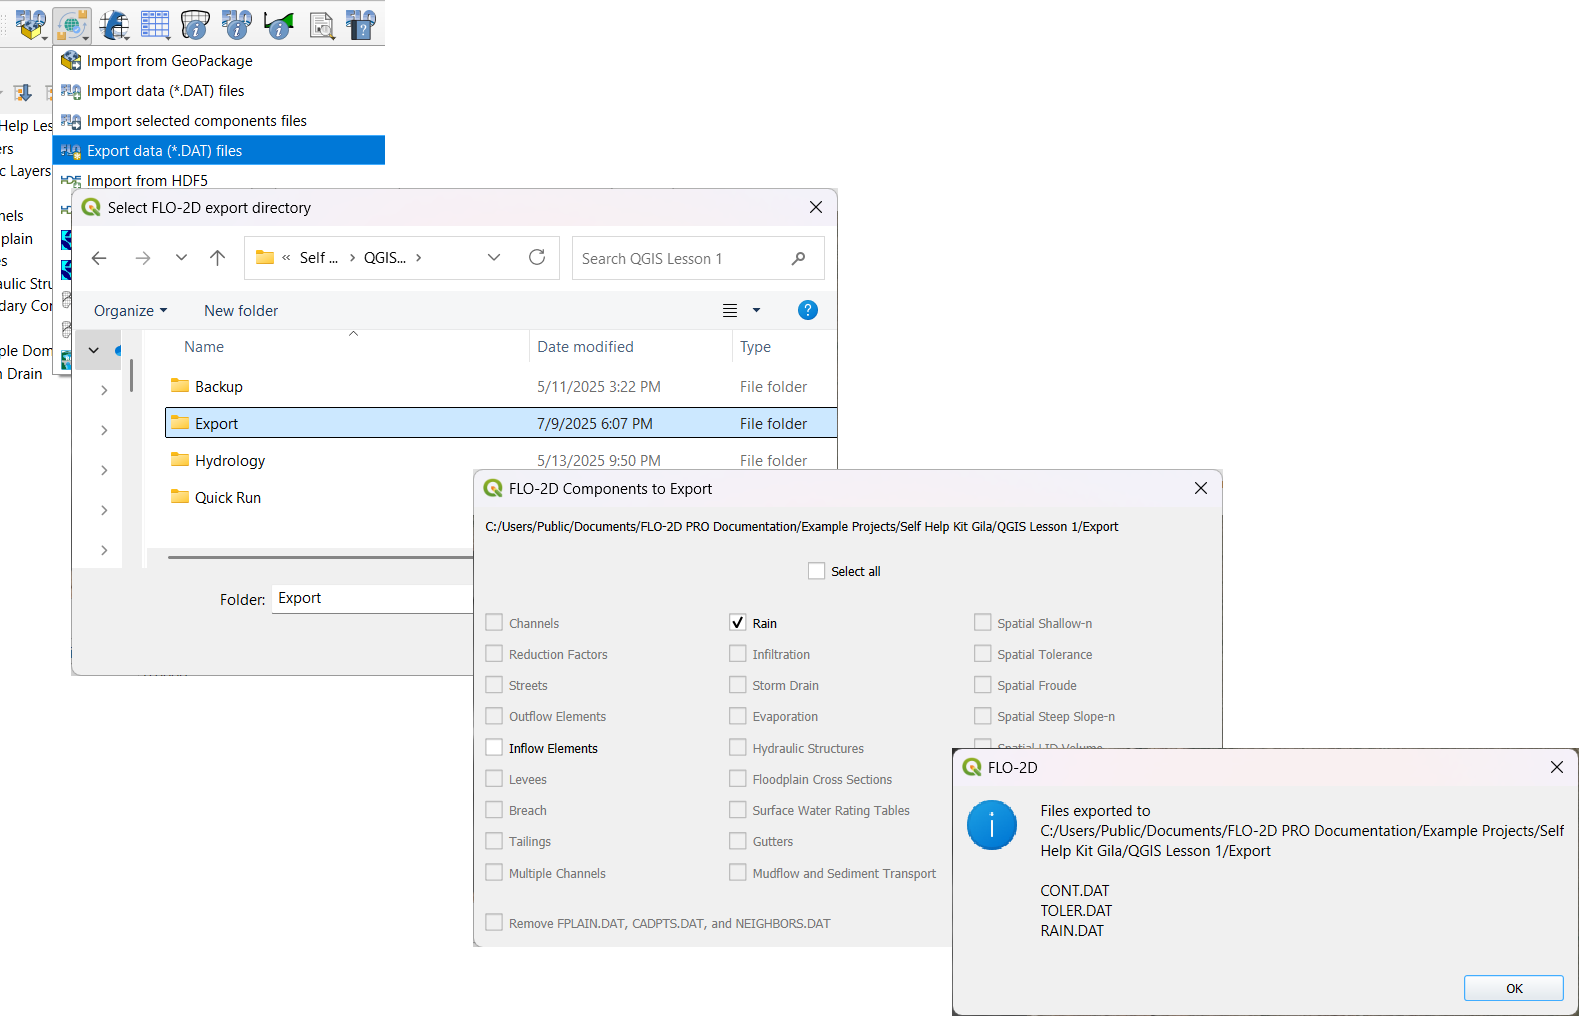 Import from GeoPackage
Import data (*.DAT) files
Import selected components files
Export data (*.DAT) files
Import from HDF5
Help Les
ers
c Layers
nels
plain
es
aulic Stru
dary Cor
ple Dom
n Drain
Select FLO-2D export directory
« Self ... > QGIS... >
Search QGIS Lesson 1
Organize
New folder
Name Date modified Type
Backup 5/11/2025 3:22 PM File folder
Export 7/9/2025 6:07 PM File folder
Hydrology 5/13/2025 9:50 PM File folder
Quick Run
Folder: Export
FLO-2D Components to Export
C:/Users/Public/Documents/FLO-2D PRO Documentation/Example Projects/Self Help Kit Gila/QGIS Lesson 1/Export
Select all
Channels Rain Spatial Shallow-n
Reduction Factors Infiltration Spatial Tolerance
Streets Storm Drain Spatial Froude
Outflow Elements Evaporation Spatial Steep Slope-n
Inflow Elements Hydraulic Structures Spatial LID Volume
Levees Floodplain Cross Sections
Breach Surface Water Rating Tables
Tailings Gutters
Multiple Channels Mudflow and Sediment Transport
Remove FPLAIN.DAT, CADPTS.DAT, and NEIGHBORS.DAT
FLO-2D
Files exported to
C:/Users/Public/Documents/FLO-2D PRO Documentation/Example Projects/Self
Help Kit Gila/QGIS Lesson 1/Export
CONT.DAT
TOLER.DAT
RAIN.DAT
OK